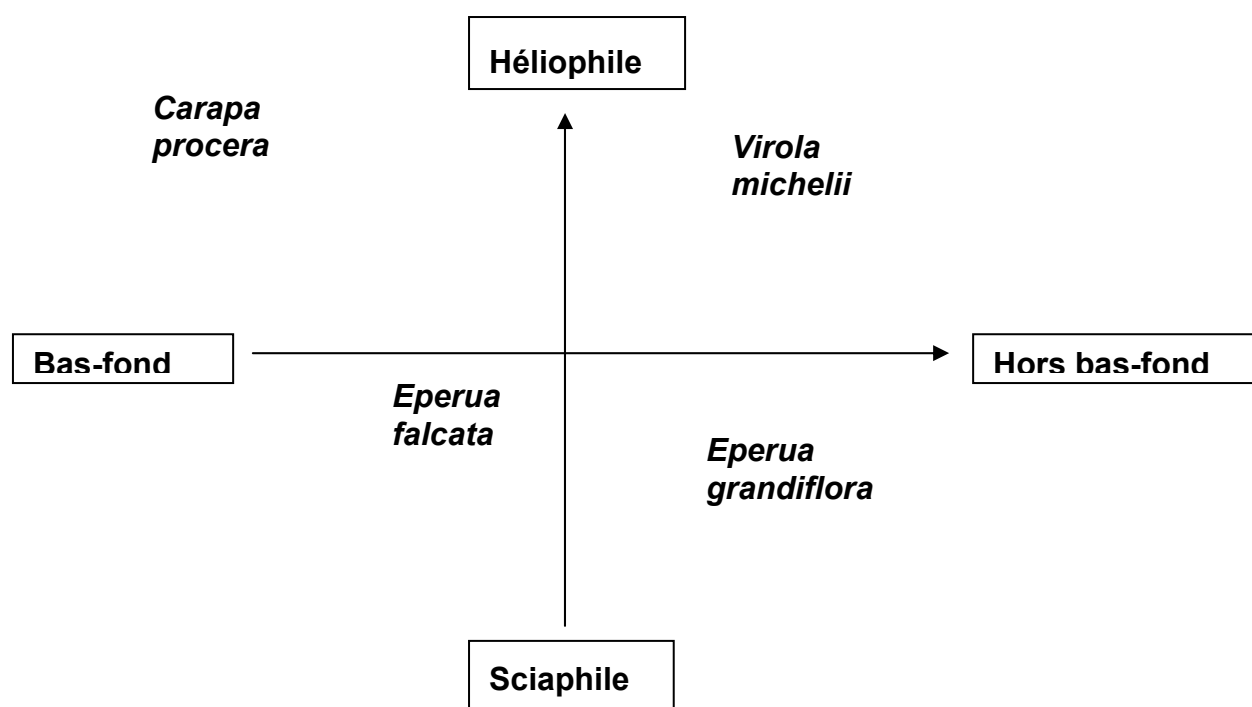 Héliophile
Carapa
procera
Virola
michelii
Bas-fond
Hors bas-fond
Eperua
falcata
Eperua
grandiflora
Sciaphile